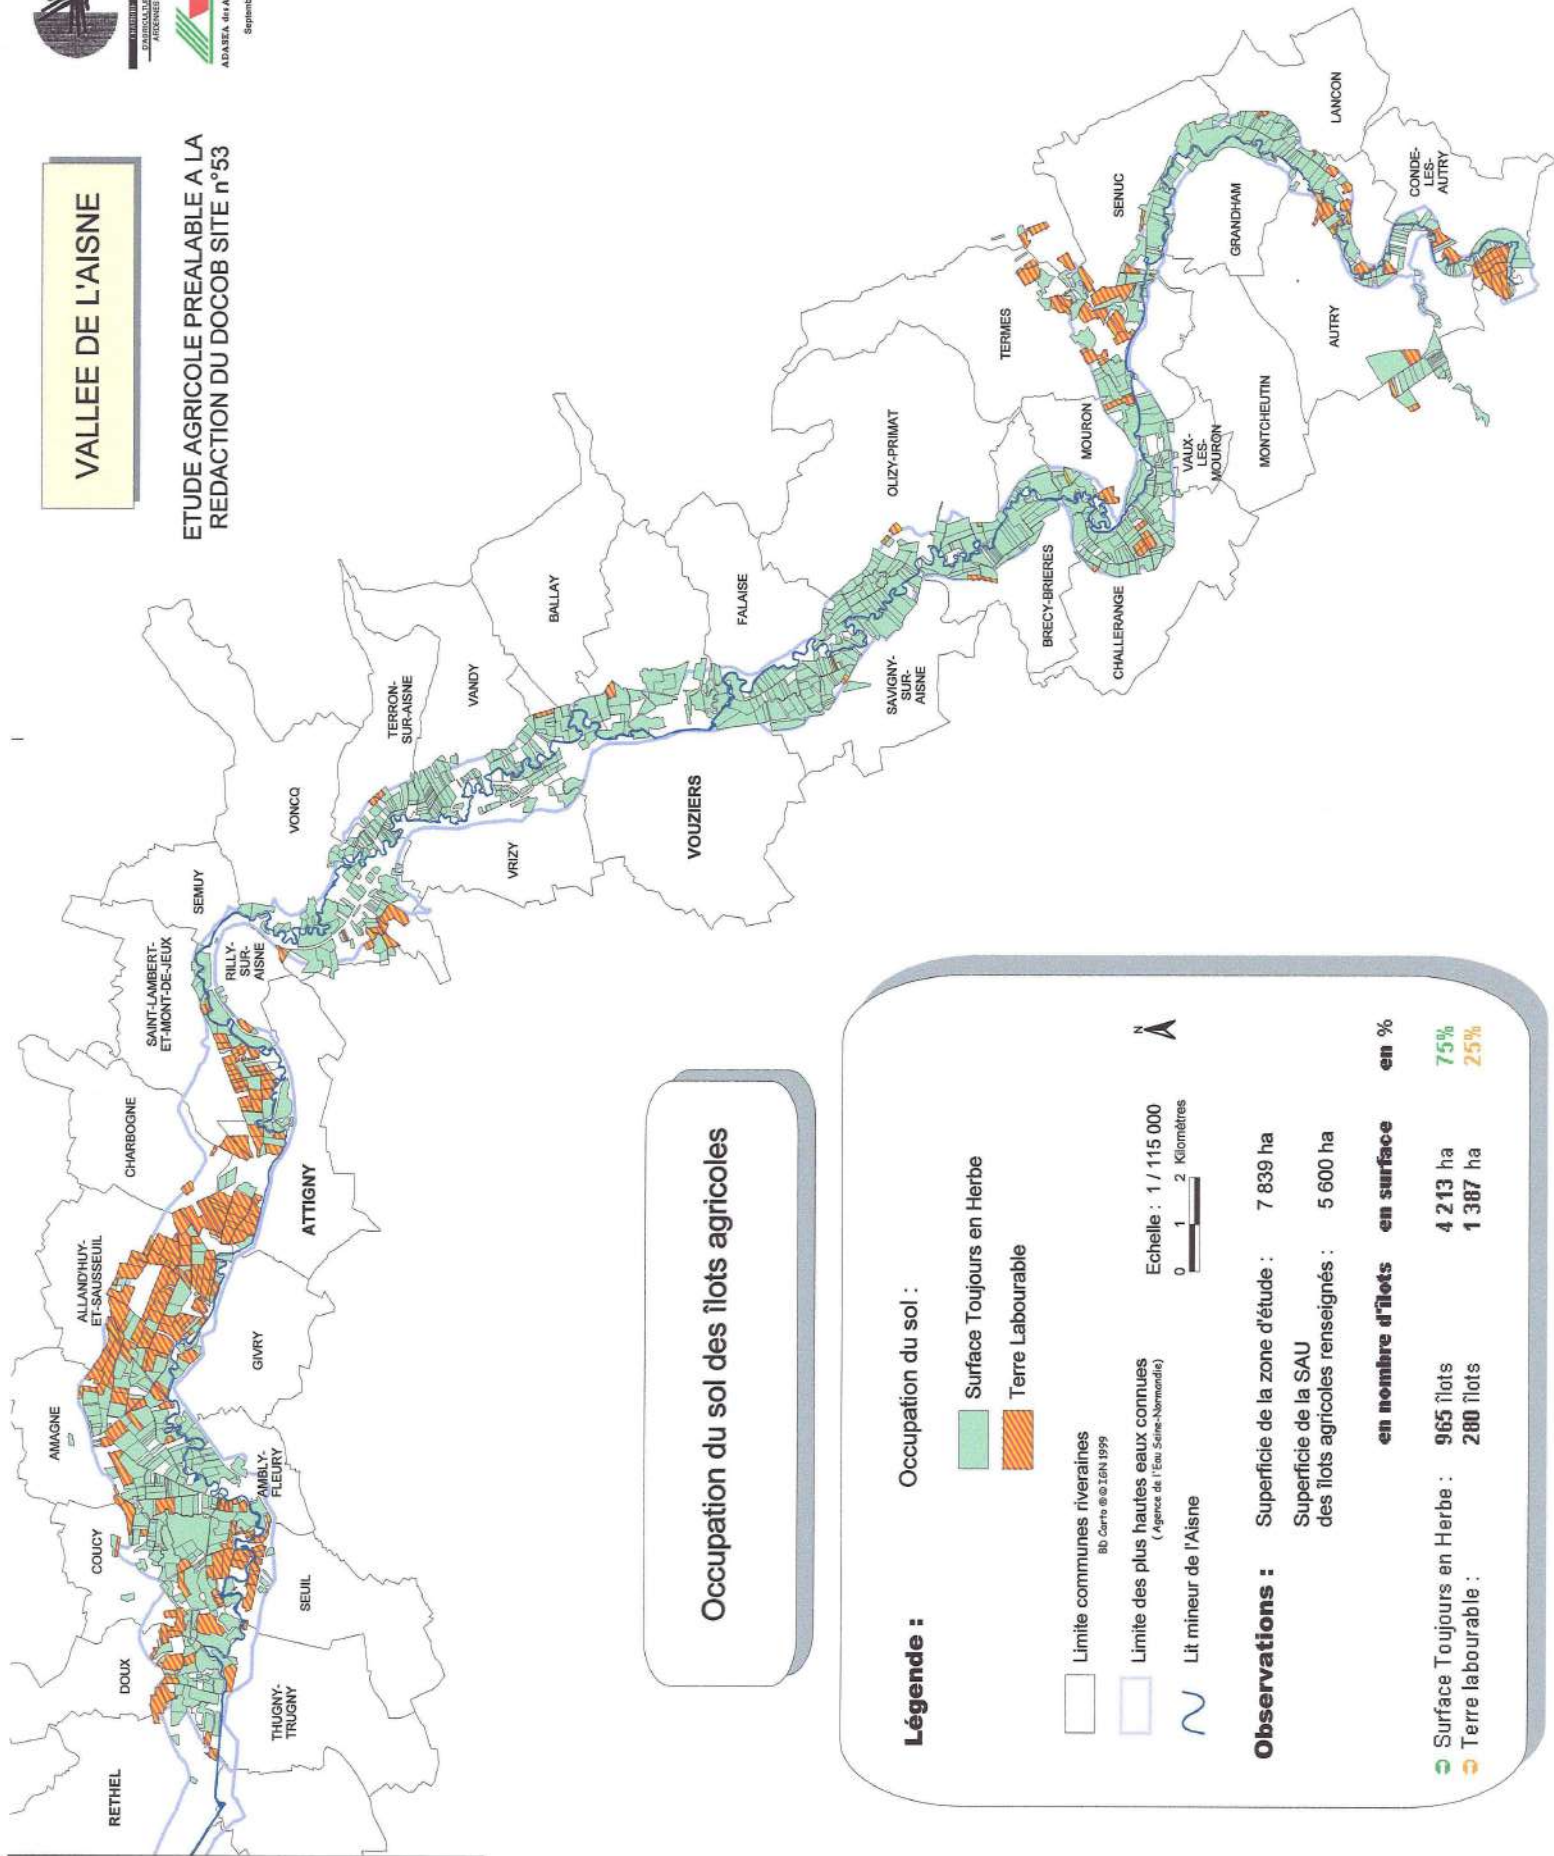 VALLEE DE L'AISNE
ETUDE AGRICOLE PREALABLE A LA
REDACTION DU DOCOB SITE n°53
D'AGRICULTURE
ARDENNES
ADASEA des A
Septemb
RETHEL
DOUX
COUCY
AMAGNE
ALLAND'HUY-
ET-SAUSSEUIL
CHARBOGNE
SAINT-LAMBERT-
ET-MONT-DE-JEUX
SEMUY
RILLY-
SUR-
AISNE
VONCQ
TERRON-
SUR-AISNE
VANDY
BALLAY
FALAISE
OLIZY-PRIMAT
TERMES
SENUC
GRANDHAM
LANCON
CONDE-
LES-
AUTRY
AUTRY
MONTCHEUTIN
VAUX-
LES-
MOURON
MOURON
BRECY-BRIERES
CHALLERANGE
SAVIGNY-
SUR-
AISNE
VOUZIERS
VRIZY
ATTIGNY
GIVRY
AMBLY-
FLEURY
SEUIL
THUGNY-
TRUGNY
Occupation du sol des îlots agricoles
Légende :
Occupation du sol :
Surface Toujours en Herbe
Terre Labourable
Limite communes riveraines
BD Carto ®©IGN 1999
Limite des plus hautes eaux connues
( Agence de l'Eau Seine-Normandie)
Lit mineur de l'Aisne
Echelle : 1 / 115 000
0 1 2 Kilomètres
N
Observations :
Superficie de la zone d'étude : 7 839 ha
Superficie de la SAU
des îlots agricoles renseignés : 5 600 ha
en nombre d'îlots en surface en %
Surface Toujours en Herbe : 965 îlots 4 213 ha 75%
Terre labourable : 280 îlots 1 387 ha 25%